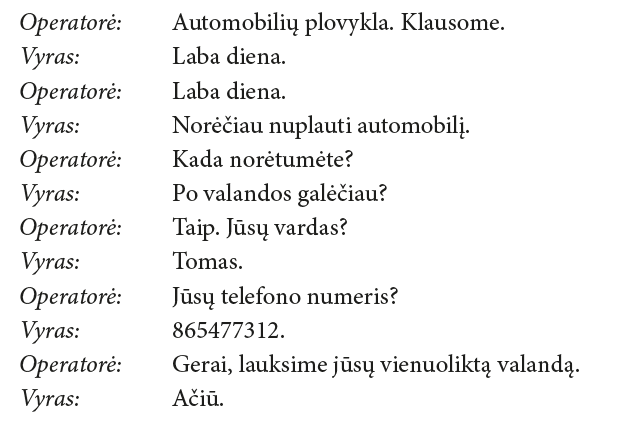 Operatorė: Automobilių plovykla. Klausome.
Vyras: Laba diena.
Operatorė: Laba diena.
Vyras: Norėčiau nuplauti automobilį.
Operatorė: Kada norėtumėte?
Vyras: Po valandos galėčiau?
Operatorė: Taip. Jūsų vardas?
Vyras: Tomas.
Operatorė: Jūsų telefono numeris?
Vyras: 865477312.
Operatorė: Gerai, lauksime jūsų vienuoliktą valandą.
Vyras: Ačiū.